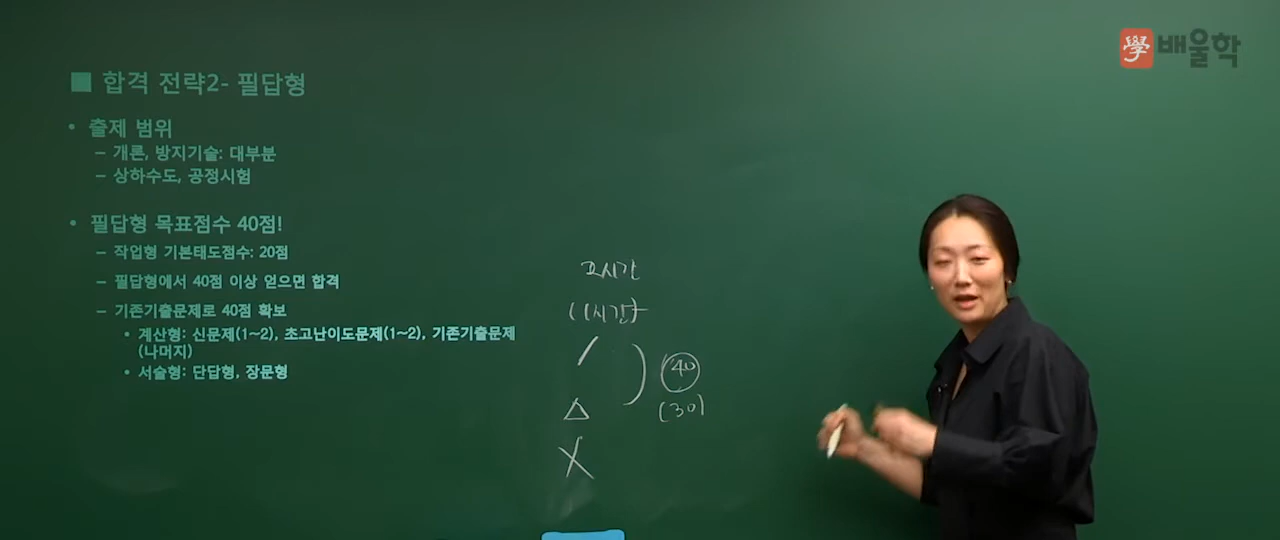 學 배울학
■ 합격 전략2- 필답형
• 출제 범위
– 개론, 방지기술: 대부분
– 상하수도, 공정시험
• 필답형 목표점수 40점!
– 작업형 기본태도점수: 20점
– 필답형에서 40점 이상 얻으면 합격
– 기존기출문제로 40점 확보
• 계산형: 신문제(1~2), 초고난이도문제(1~2), 기존기출문제
(나머지)
• 서술형: 단답형, 장문형
(1시간)
40
(30)
△
X